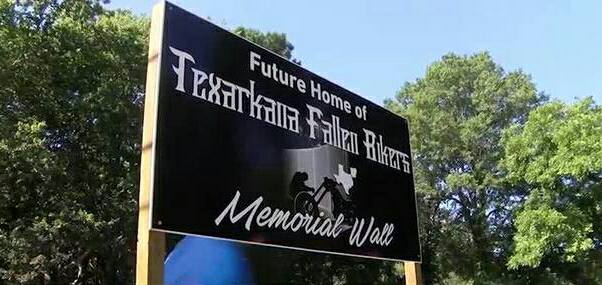 Future Home of
Texarkana Fallen Bikers
Memorial Wall